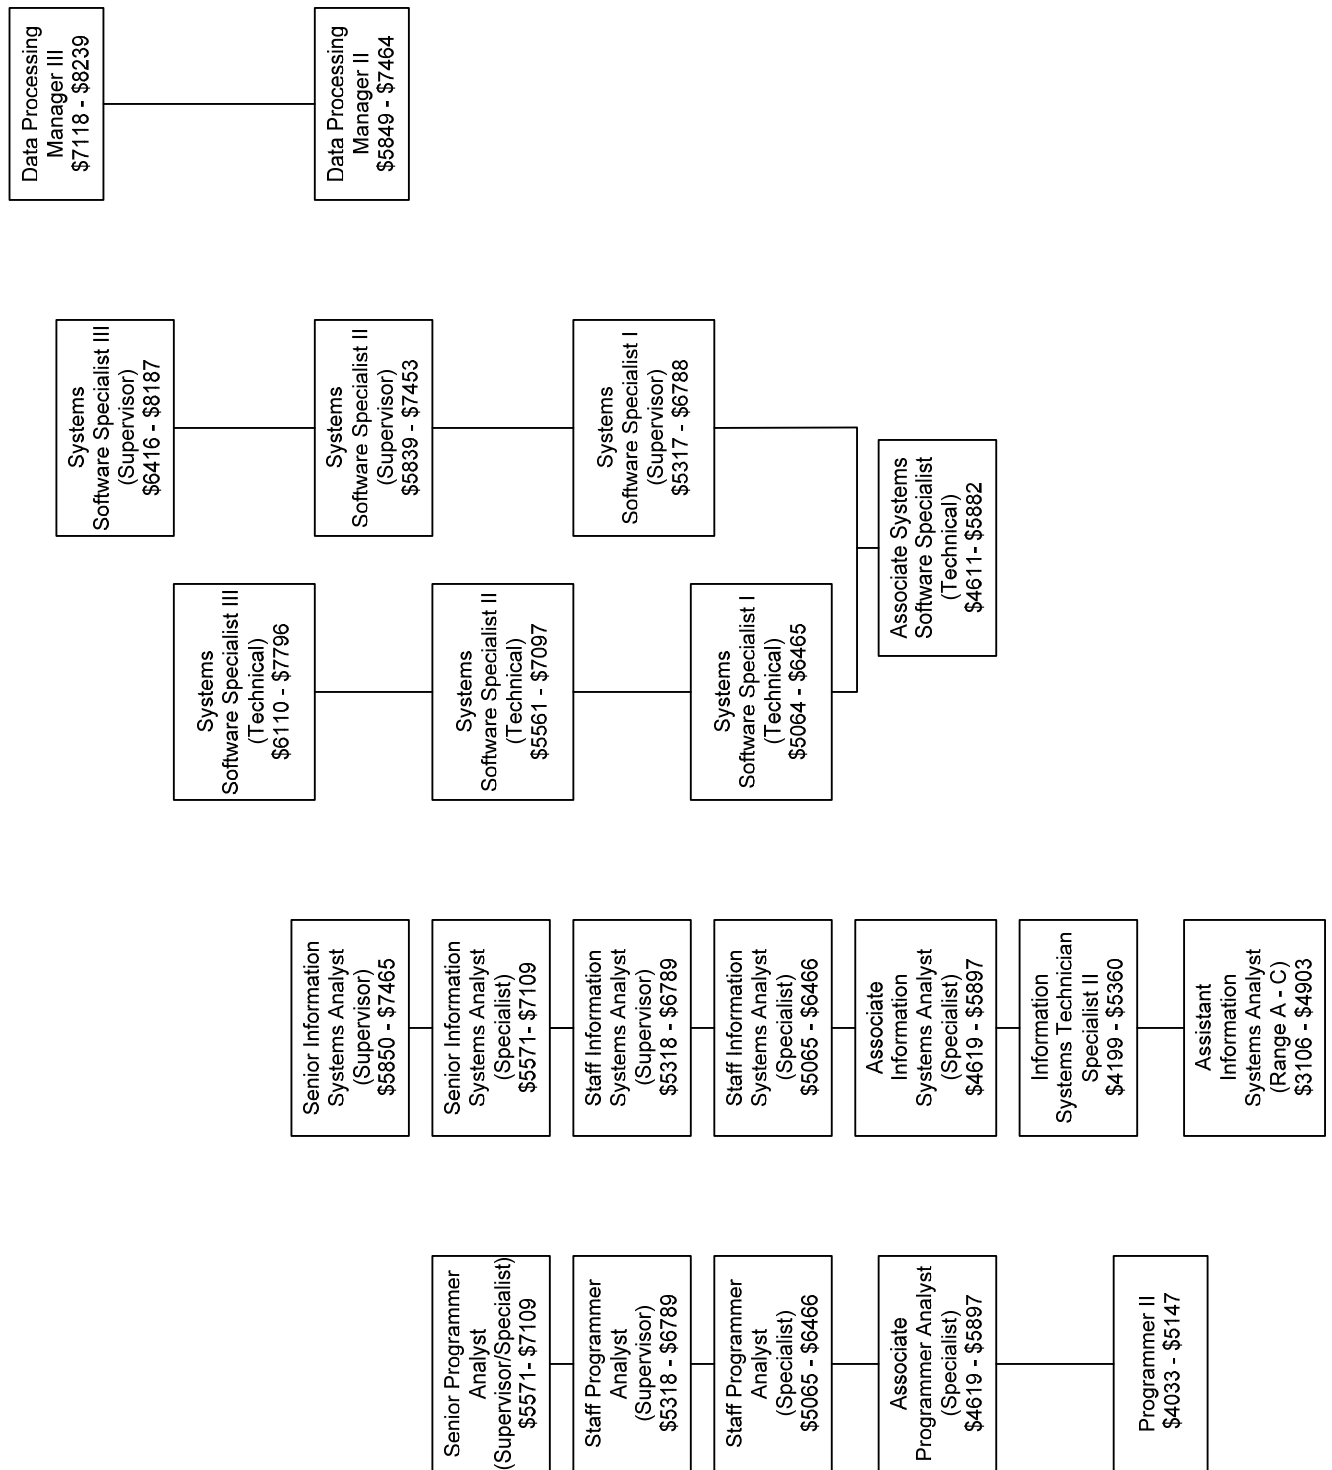 Senior Programmer
Analyst
(Supervisor/Specialist)
$5571- $7109
Staff Programmer
Analyst
(Supervisor)
$5318 - $6789
Staff Programmer
Analyst
(Specialist)
$5065 - $6466
Associate
Programmer Analyst
(Specialist)
$4619 - $5897
Programmer II
$4033 - $5147
Senior Information
Systems Analyst
(Supervisor)
$5850 - $7465
Senior Information
Systems Analyst
(Specialist)
$5571- $7109
Staff Information
Systems Analyst
(Supervisor)
$5318 - $6789
Staff Information
Systems Analyst
(Specialist)
$5065 - $6466
Associate
Information
Systems Analyst
(Specialist)
$4619 - $5897
Information
Systems Technician
Specialist II
$4199 - $5360
Assistant
Information
Systems Analyst
(Range A - C)
$3106 - $4903
Systems
Software Specialist III
(Technical)
$6110 - $7796
Systems
Software Specialist II
(Technical)
$5561 - $7097
Systems
Software Specialist I
(Technical)
$5064 - $6465
Systems
Software Specialist III
(Supervisor)
$6416 - $8187
Systems
Software Specialist II
(Supervisor)
$5839 - $7453
Systems
Software Specialist I
(Supervisor)
$5317 - $6788
Associate Systems
Software Specialist
(Technical)
$4611- $5882
Data Processing
Manager III
$7118 - $8239
Data Processing
Manager II
$5849 - $7464